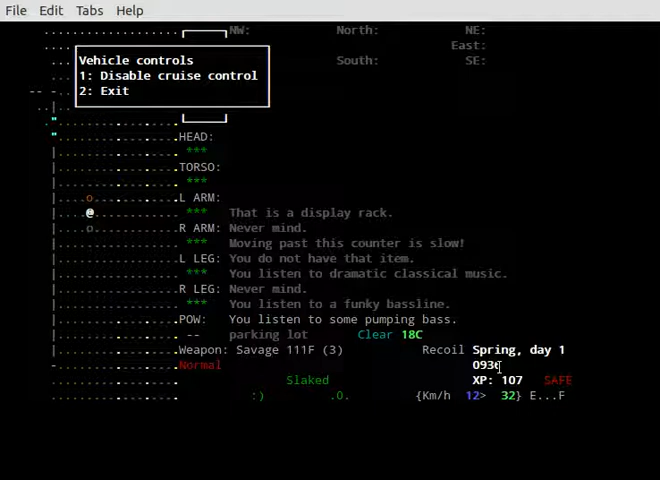 File Edit Tabs Help
NW: North: NE:
East:
Vehicle controls
South: SE:
1: Disable cruise control
2: Exit
HEAD:
***
TORSO:
***
L ARM:
*** That is a display rack.
R ARM: Never mind.
*** Moving past this counter is slow!
L LEG: You do not have that item.
*** You listen to dramatic classical music.
R LEG: Never mind.
*** You listen to a funky bassline.
POW: You listen to some pumping bass.
-- parking lot Clear 18C
Weapon: Savage 111F (3) Recoil Spring, day 1
Normal
Slaked XP: 107 SAFE
:) .0. {Km/h 12> 32} E...F